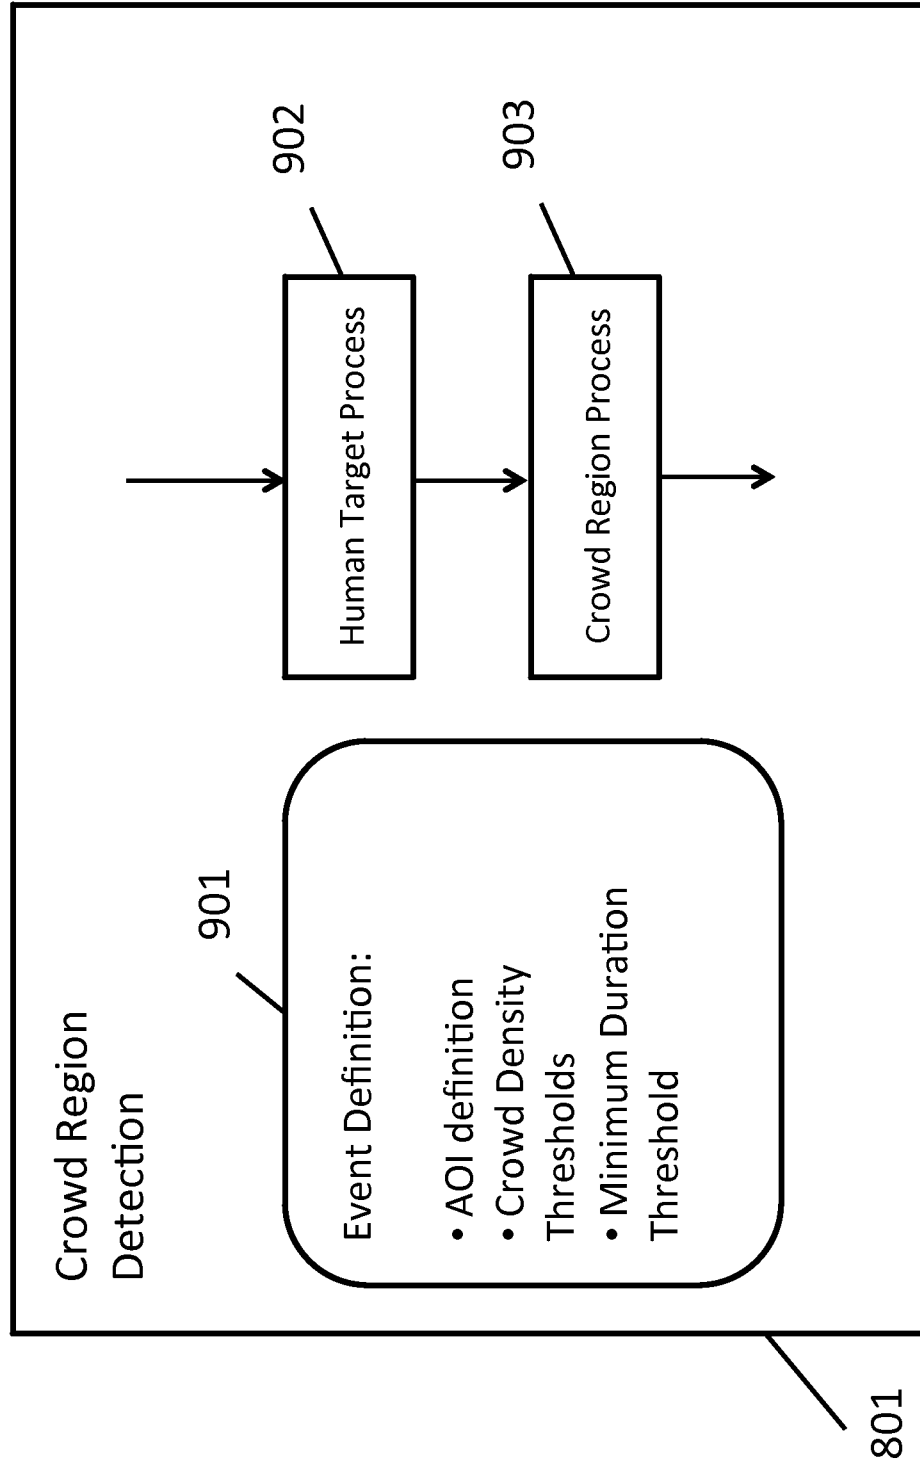 Crowd Region
Detection
901
Event Definition:
• AOI definition
• Crowd Density
Thresholds
• Minimum Duration
Threshold
902
Human Target Process
903
Crowd Region Process
801